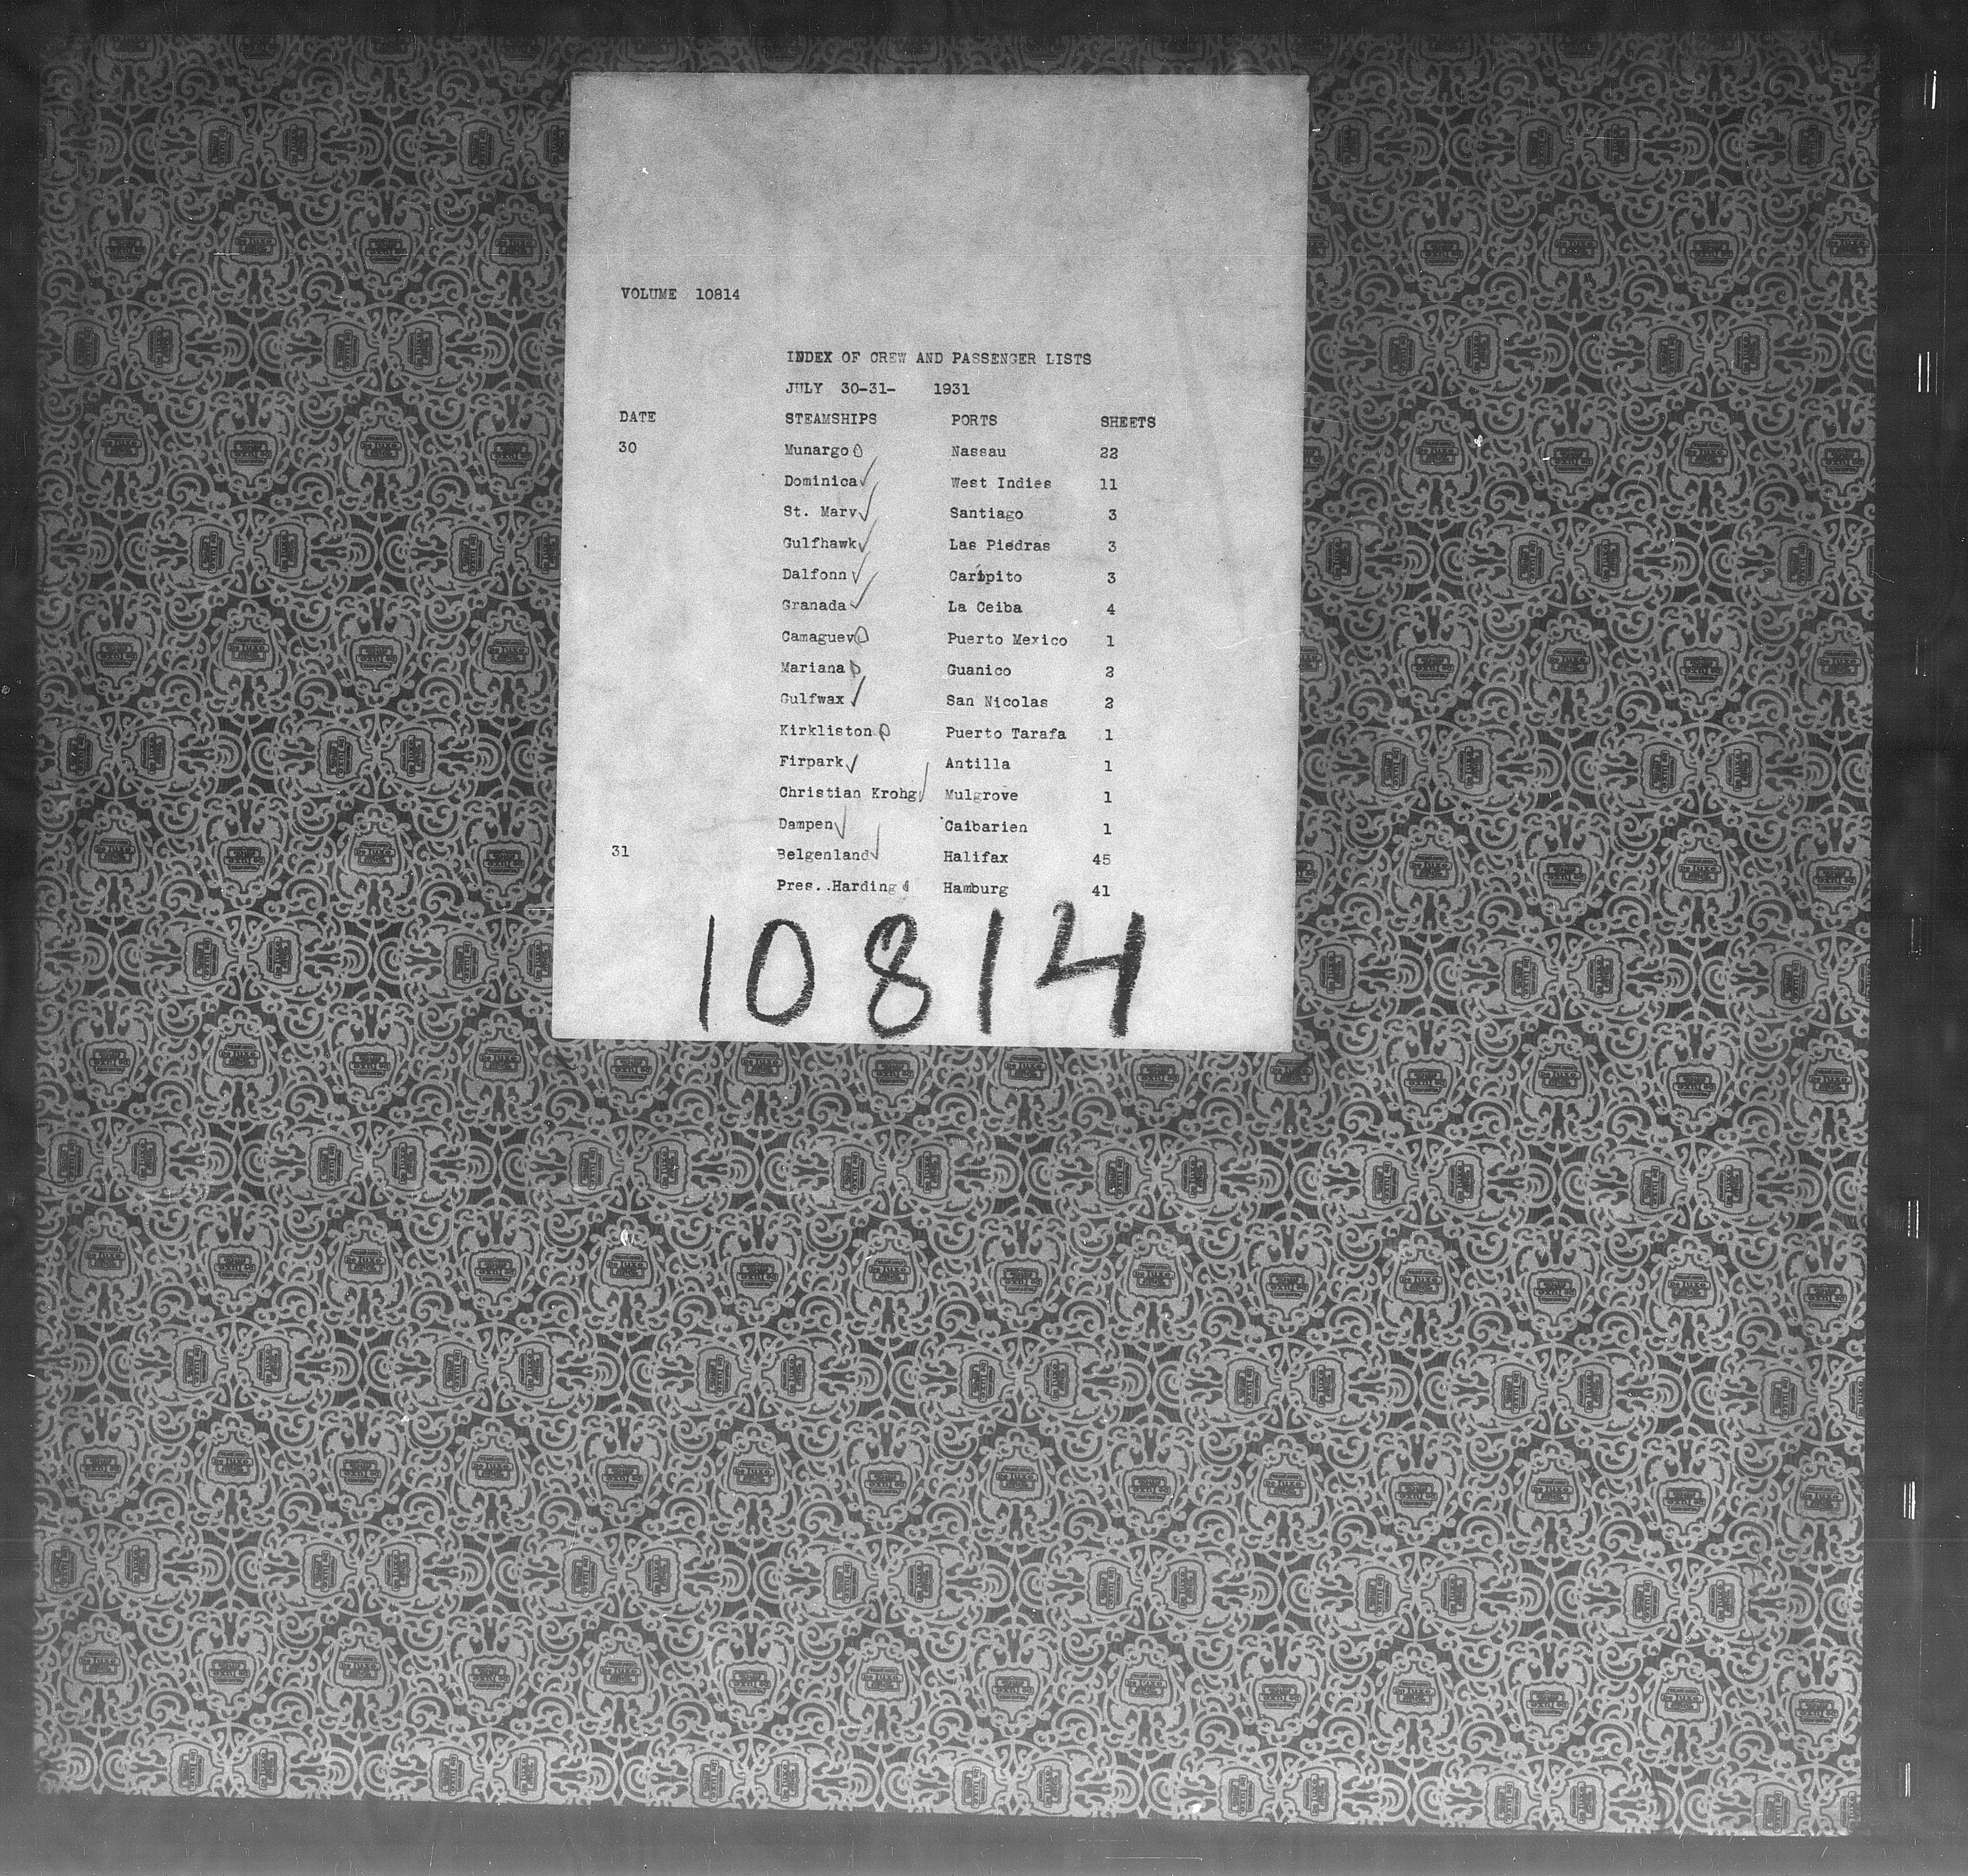 VOLUME 10814
INDEX OF CREW AND PASSENGER LISTS
JULY 30-31- 1931
DATE STEAMSHIPS PORTS SHEETS
30 Munargo Nassau 22
Dominica West Indies 11
St. Mary Santiago 3
Gulfhawk Las Piedras 3
Dalfonn Caripito 3
Granada La Ceiba 4
Camaguey Puerto Mexico 1
Mariana Guanico 2
Gulfwax San Nicolas 2
Kirkliston Puerto Tarafa 1
Firpark Antilla 1
Christian Krohg Mulgrove 1
Dampen Caibarien 1
31 Belgenland Halifax 45
Pres..Harding Hamburg 41
10814